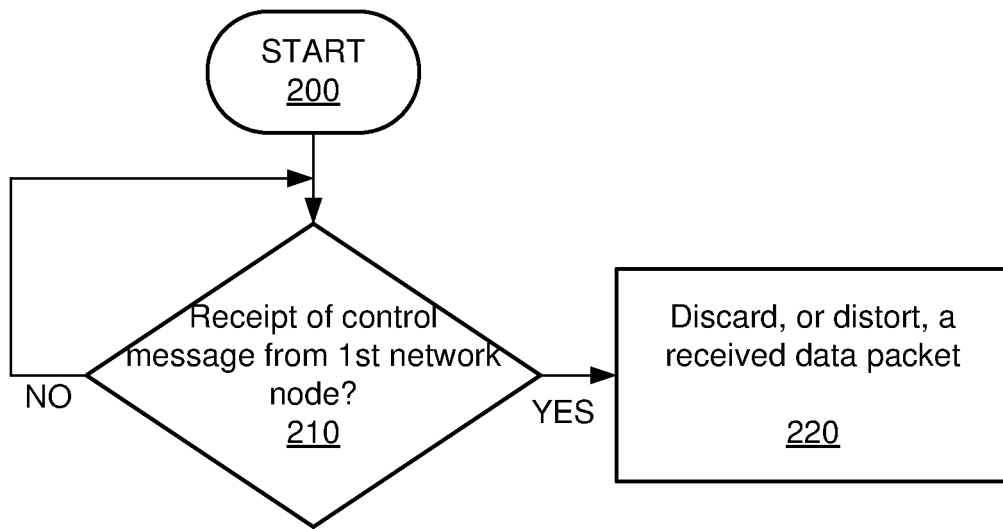 START
200
Receipt of control
message from 1st network
node?
210
NO
YES
Discard, or distort, a
received data packet
220